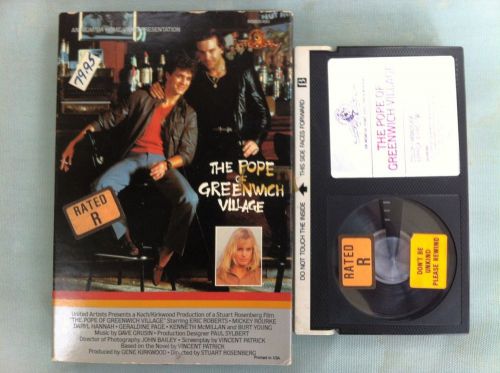 PRESENTATION
79.95
THE POPE
OF
GREENWICH
VILLAGE
RATED
R
United Artists Presents a Koch/Kirkwood Production of a Stuart Rosenberg Film
"THE POPE OF GREENWICH VILLAGE" Starring ERIC ROBERTS • MICKEY ROURKE
DARYL HANNAH • GERALDINE PAGE • KENNETH McMILLAN and BURT YOUNG
Music by DAVE GRUSIN • Production Designer PAUL SYLBERT
Director of Photography JOHN BAILEY • Screenplay by VINCENT PATRICK
Based on the Novel by VINCENT PATRICK
Produced by GENE KIRKWOOD • Directed by STUART ROSENBERG
Printed in USA
DO NOT TOUCH THE INSIDE
THIS SIDE FACES FORWARD
THE POPE OF
GREENWICH VILLAGE
RATED
R
DON'T BE
UNKIND
PLEASE REWIND